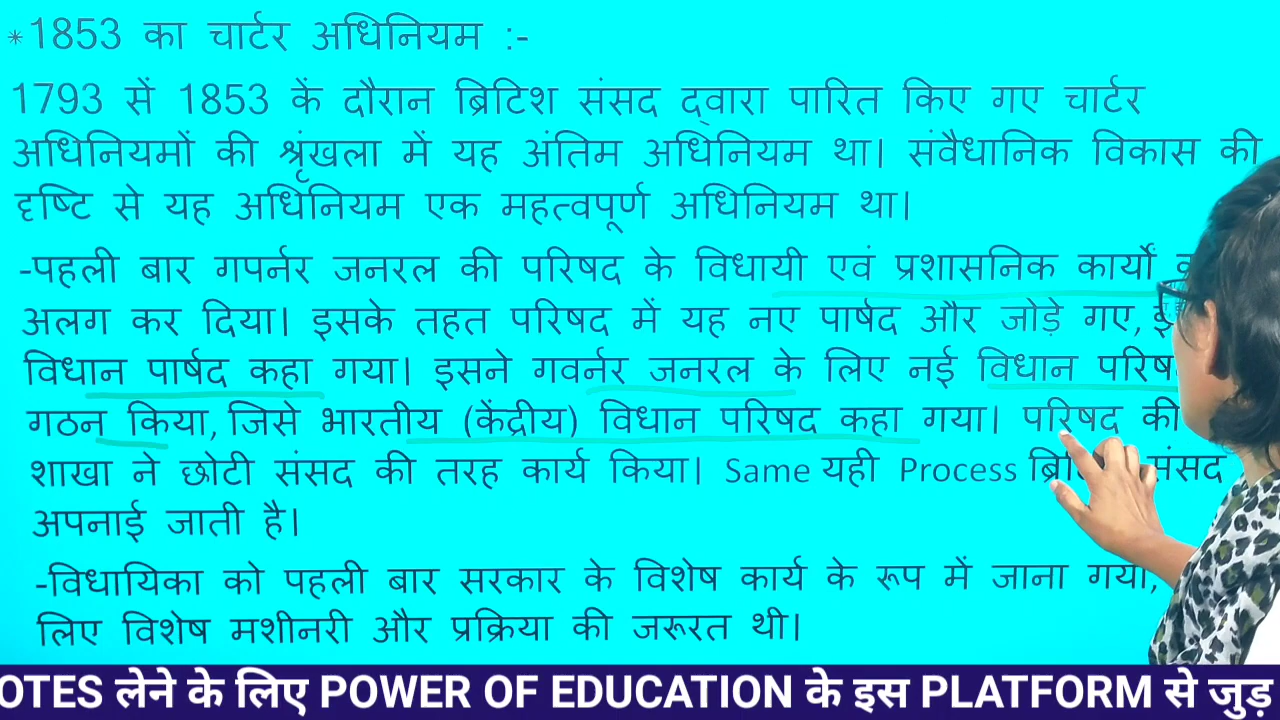 *1853 का चार्टर अधिनियम :-
1793 सें 1853 कें दौरान ब्रिटिश संसद द्वारा पारित किए गए चार्टर
अधिनियमों की श्रृंखला में यह अंतिम अधिनियम था। संवैधानिक विकास की
दृष्टि से यह अधिनियम एक महत्वपूर्ण अधिनियम था।
-पहली बार गपर्नर जनरल की परिषद के विधायी एवं प्रशासनिक कार्यों
अलग कर दिया। इसके तहत परिषद में यह नए पार्षद और जोड़े गए,
विधान पार्षद कहा गया। इसने गवर्नर जनरल के लिए नई विधान
गठन किया, जिसे भारतीय (केंद्रीय) विधान परिषद कहा गया। परिषद की
शाखा ने छोटी संसद की तरह कार्य किया। Same यही Process संसद
अपनाई जाती है।
-विधायिका को पहली बार सरकार के विशेष कार्य के रूप में जाना गया,
लिए विशेष मशीनरी और प्रक्रिया की जरूरत थी।
OTES लेने के लिए POWER OF EDUCATION के इस PLATFORM से जुड़